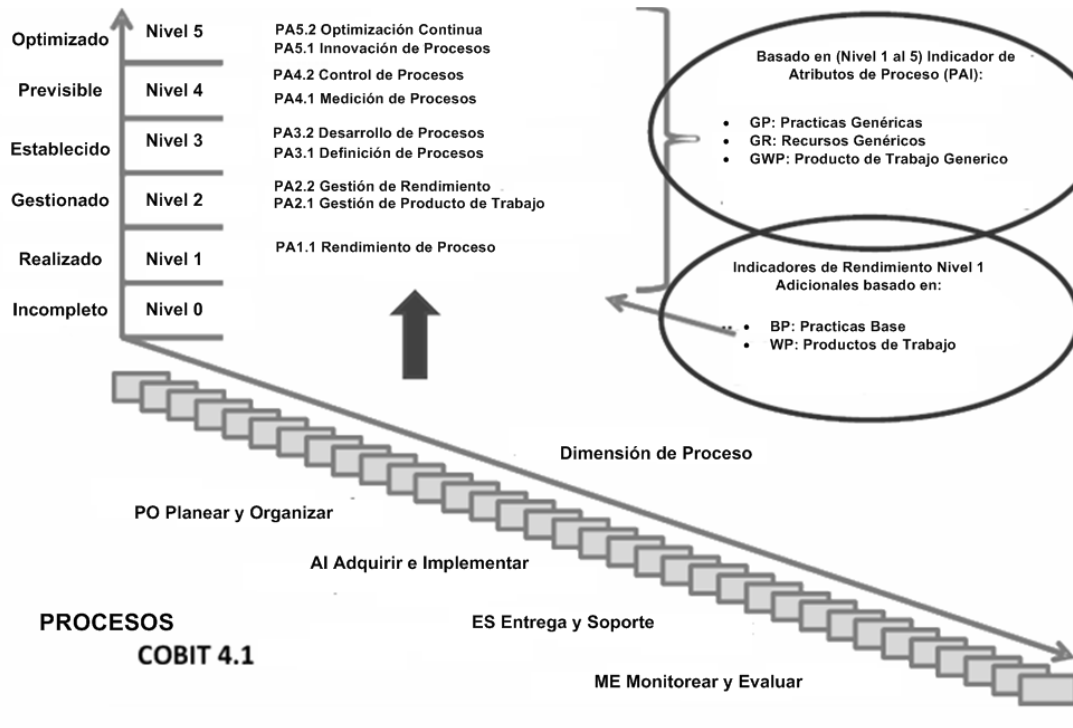 Optimizado
Nivel 5
PA5.2 Optimización Continua
PA5.1 Innovación de Procesos
Previsible
Nivel 4
PA4.2 Control de Procesos
PA4.1 Medición de Procesos
Establecido
Nivel 3
PA3.2 Desarrollo de Procesos
PA3.1 Definición de Procesos
Gestionado
Nivel 2
PA2.2 Gestión de Rendimiento
PA2.1 Gestión de Producto de Trabajo
Realizado
Nivel 1
PA1.1 Rendimiento de Proceso
Incompleto
Nivel 0
Basado en (Nivel 1 al 5) Indicador de
Atributos de Proceso (PAI):
• GP: Practicas Genéricas
• GR: Recursos Genéricos
• GWP: Producto de Trabajo Generico
Indicadores de Rendimiento Nivel 1
Adicionales basado en:
• BP: Practicas Base
• WP: Productos de Trabajo
Dimensión de Proceso
PO Planear y Organizar
AI Adquirir e Implementar
ES Entrega y Soporte
ME Monitorear y Evaluar
PROCESOS
COBIT 4.1